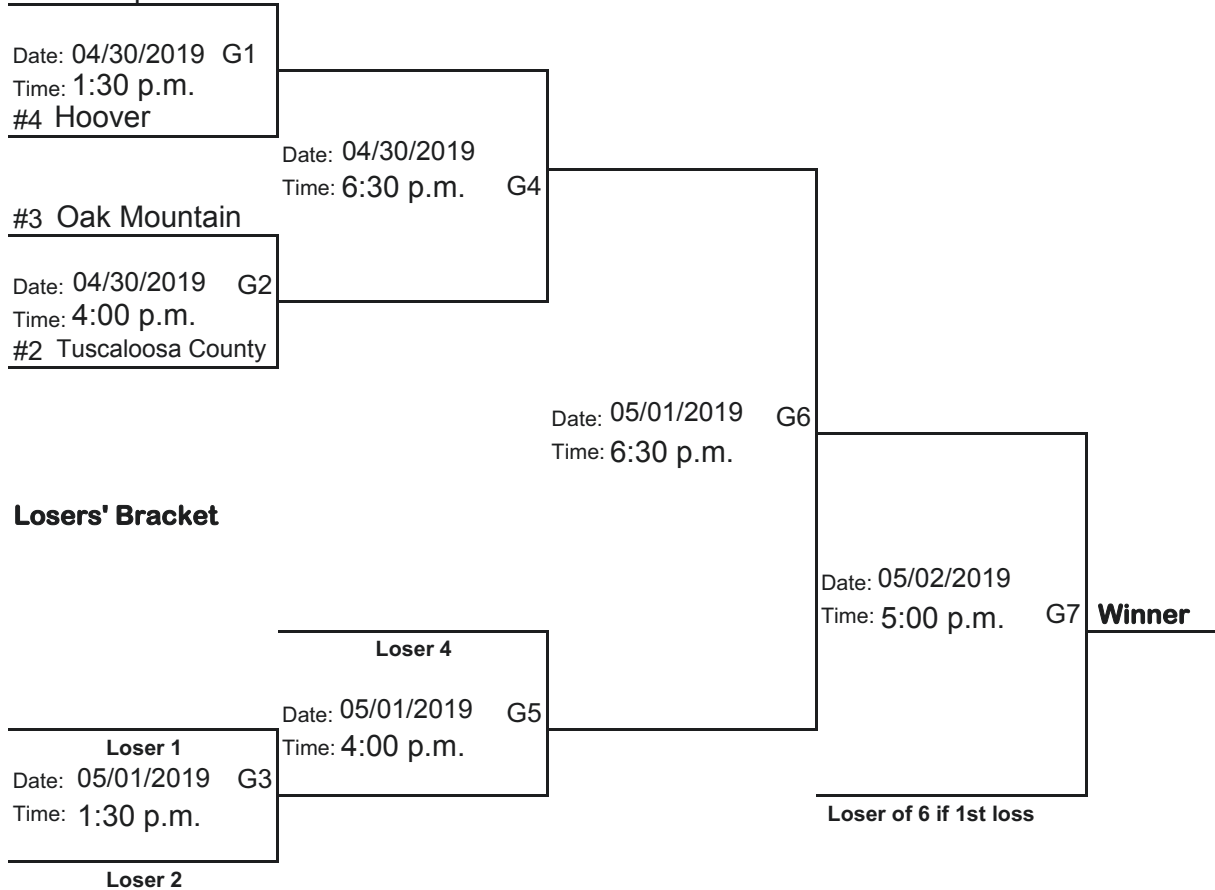 Date: 04/30/2019 G1
Time: 1:30 p.m.
#4 Hoover
Date: 04/30/2019
Time: 6:30 p.m. G4
#3 Oak Mountain
Date: 04/30/2019 G2
Time: 4:00 p.m.
#2 Tuscaloosa County
Date: 05/01/2019 G6
Time: 6:30 p.m.
Losers' Bracket
Date: 05/02/2019
Time: 5:00 p.m. G7 Winner
Loser 4
Date: 05/01/2019 G5
Time: 4:00 p.m.
Loser 1
Date: 05/01/2019 G3
Time: 1:30 p.m.
Loser of 6 if 1st loss
Loser 2